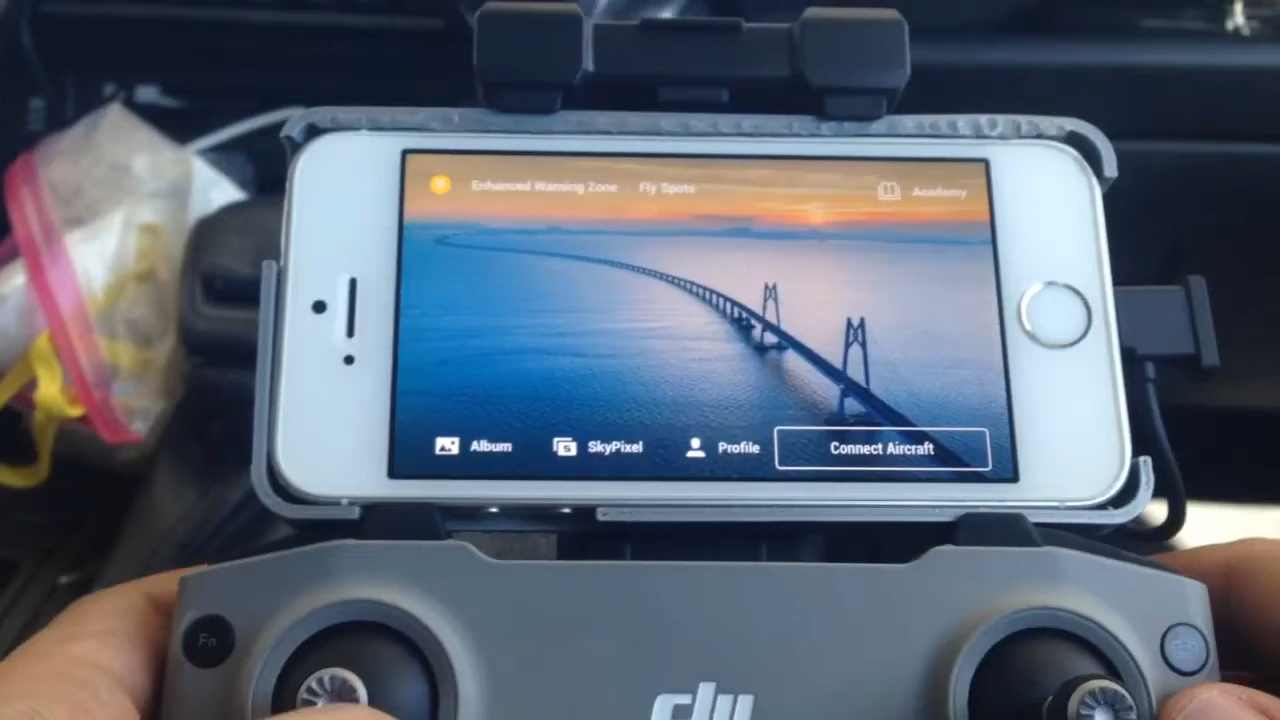 Enhanced Warning Zone Fly Spots
Academy
Album SkyPixel Profile Connect Aircraft
Fn
dji